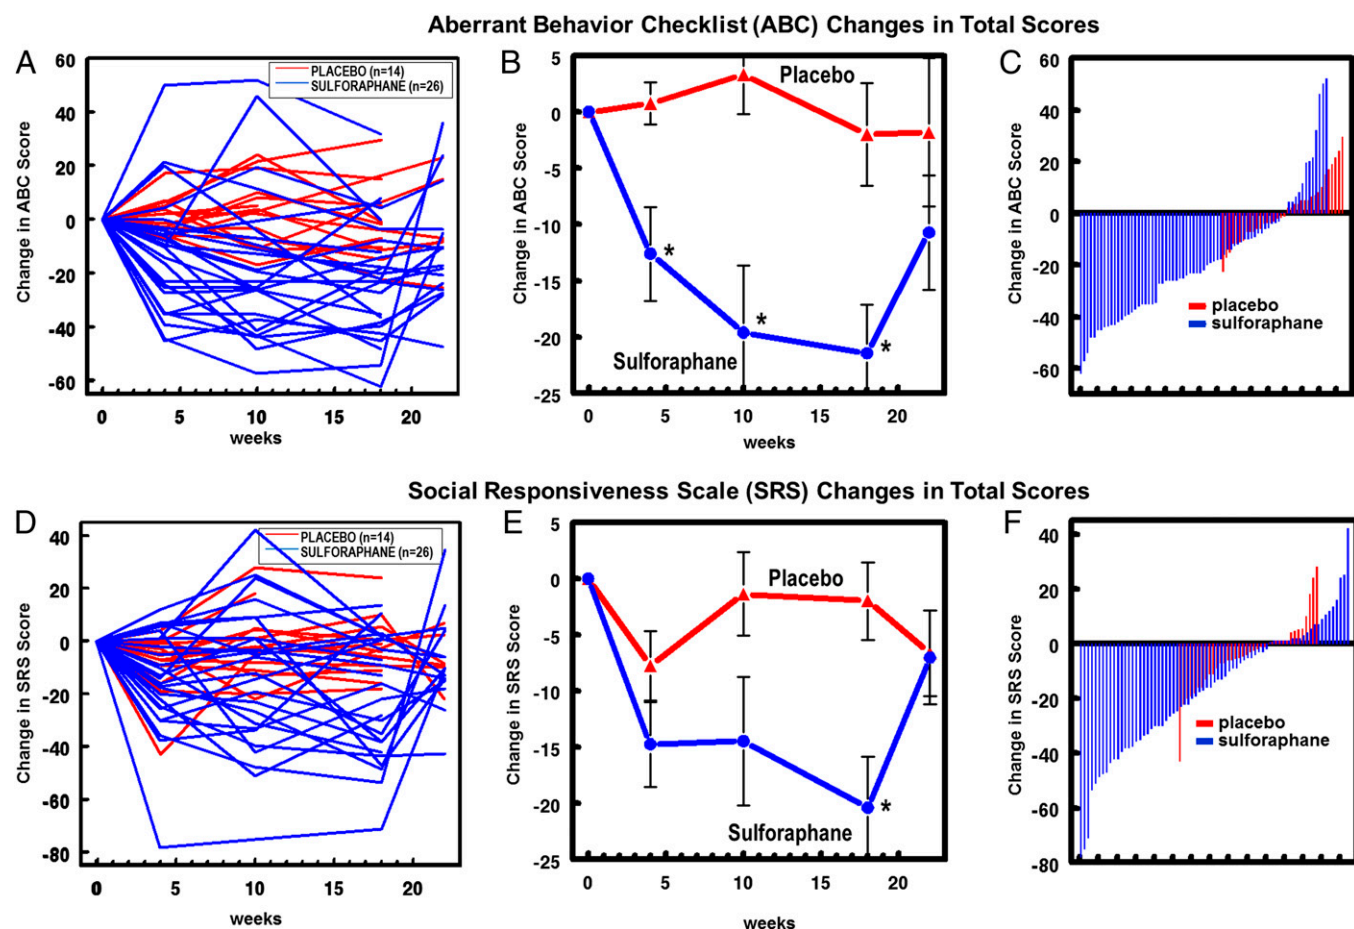 Aberrant Behavior Checklist (ABC) Changes in Total Scores
A
60
40
20
0
-20
-40
-60
Change in ABC Score
PLACEBO (n=14)
SULFORAPHANE (n=26)
0 5 10 15 20
weeks
B
5
0
-5
-10
-15
-20
-25
Change in ABC Score
Placebo
*
*
*
Sulforaphane
0 5 10 15 20
weeks
C
60
40
20
0
-20
-40
-60
Change in ABC Score
placebo
sulforaphane
Social Responsiveness Scale (SRS) Changes in Total Scores
D
40
20
0
-20
-40
-60
-80
Change in SRS Score
PLACEBO (n=14)
SULFORAPHANE (n=26)
0 5 10 15 20
weeks
E
5
0
-5
-10
-15
-20
-25
Change in SRS Score
Placebo
*
Sulforaphane
0 5 10 15 20
weeks
F
40
20
0
-20
-40
-60
-80
Change in SRS Score
placebo
sulforaphane